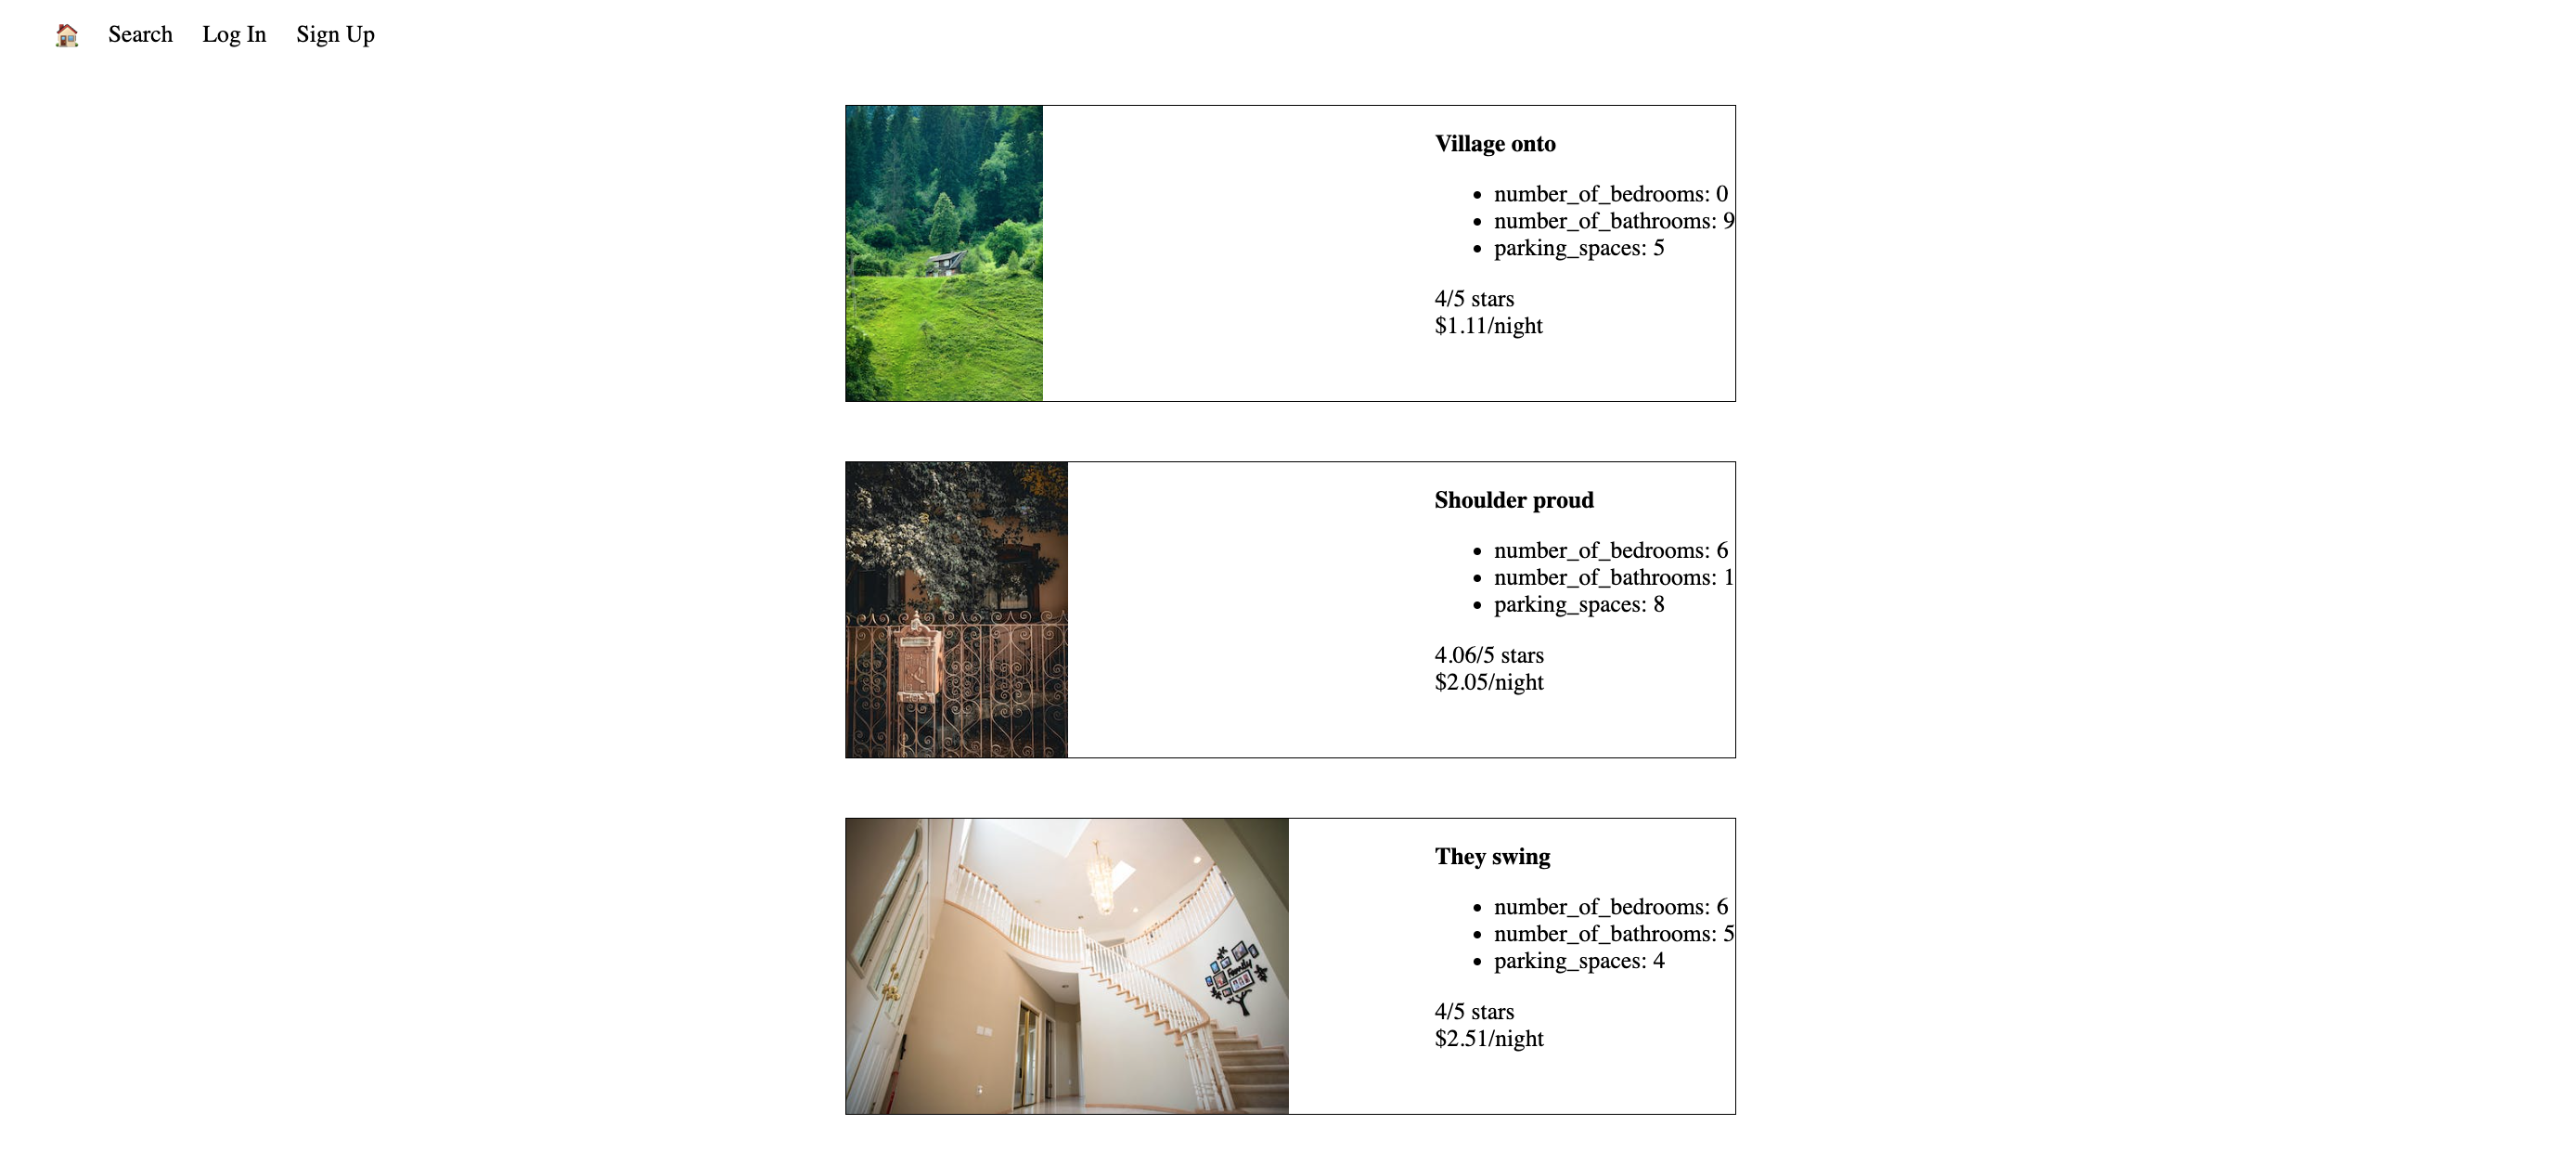 Search Log In Sign Up
Village onto
number_of_bedrooms: 0
number_of_bathrooms: 9
parking_spaces: 5
4/5 stars
$1.11/night
Shoulder proud
number_of_bedrooms: 6
number_of_bathrooms: 1
parking_spaces: 8
4.06/5 stars
$2.05/night
They swing
number_of_bedrooms: 6
number_of_bathrooms: 5
parking_spaces: 4
4/5 stars
$2.51/night
Family